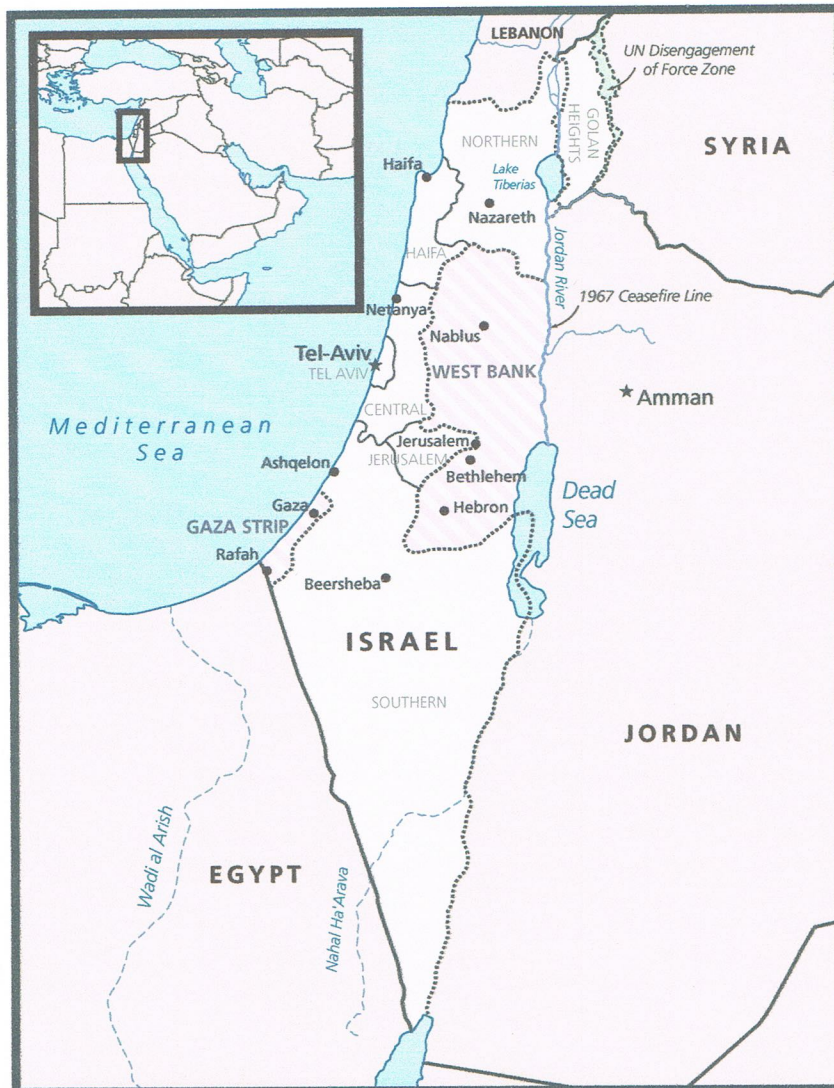 LEBANON
UN Disengagement
of Force Zone
GOLAN
HEIGHTS
SYRIA
NORTHERN
Haifa
Lake
Tiberias
Nazareth
HAIFA
Jordan River
1967 Ceasefire Line
Netanya
Nablus
Tel-Aviv
TEL AVIV
WEST BANK
Amman
CENTRAL
Mediterranean
Sea
Jerusalem
JERUSALEM
Ashqelon
Bethlehem
Dead
Sea
Gaza
Hebron
GAZA STRIP
Rafah
Beersheba
ISRAEL
SOUTHERN
JORDAN
Wadi al Arish
EGYPT
Nahal Ha'Arava